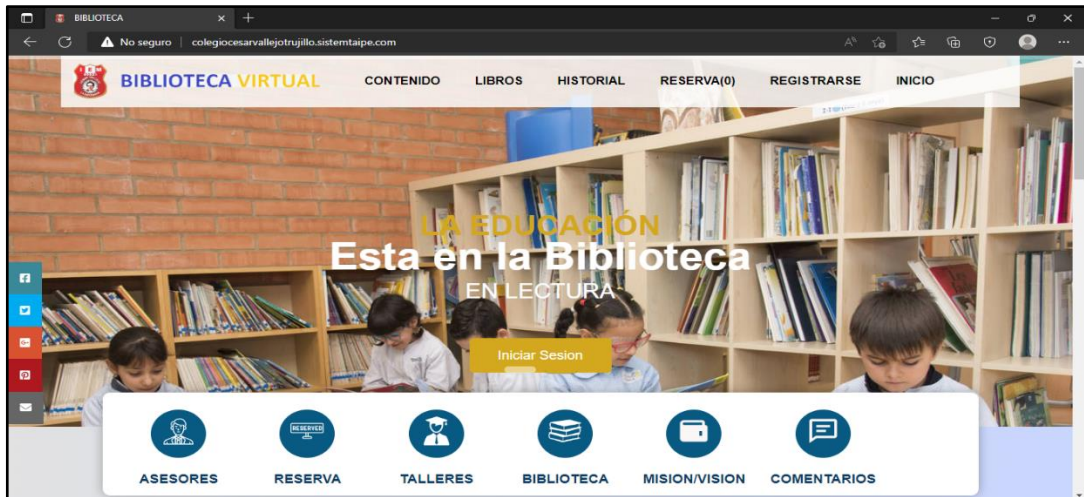 BIBLIOTECA
No seguro | colegiocesarvallejotrujillo.sistemtaipe.com
BIBLIOTECA VIRTUAL CONTENIDO LIBROS HISTORIAL RESERVA(0) REGISTRARSE INICIO
LA EDUCACIÓN
Esta en la Biblioteca
EN LECTURA
Iniciar Sesion
RESERVED
ASESORES RESERVA TALLERES BIBLIOTECA MISION/VISION COMENTARIOS